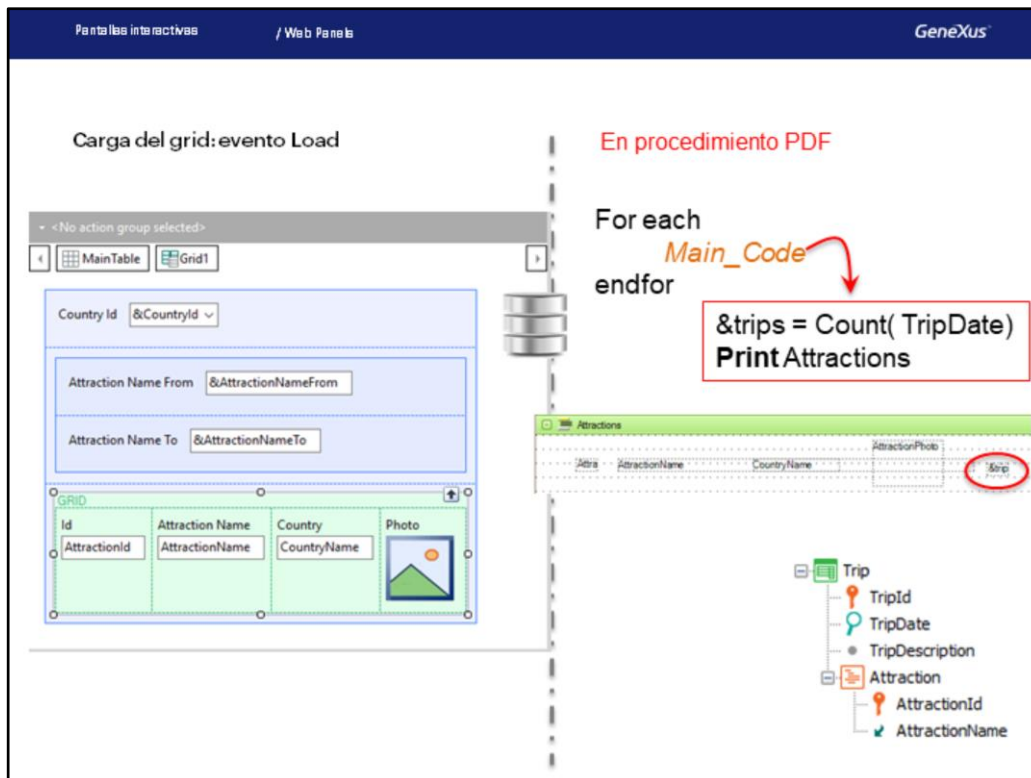 Pantallas interactivas / Web Panels GeneXus
Carga del grid: evento Load
<No action group selected>
MainTable Grid1
Country Id &CountryId
Attraction Name From &AttractionNameFrom
Attraction Name To &AttractionNameTo
GRID
Id Attraction Name Country Photo
AttractionId AttractionName CountryName
En procedimiento PDF
For each
Main_Code
endfor
&trips = Count( TripDate)
Print Attractions
Attractions
AttractionPhoto
Attra AttractionName CountryName &trip
Trip
TripId
TripDate
TripDescription
Attraction
AttractionId
AttractionName